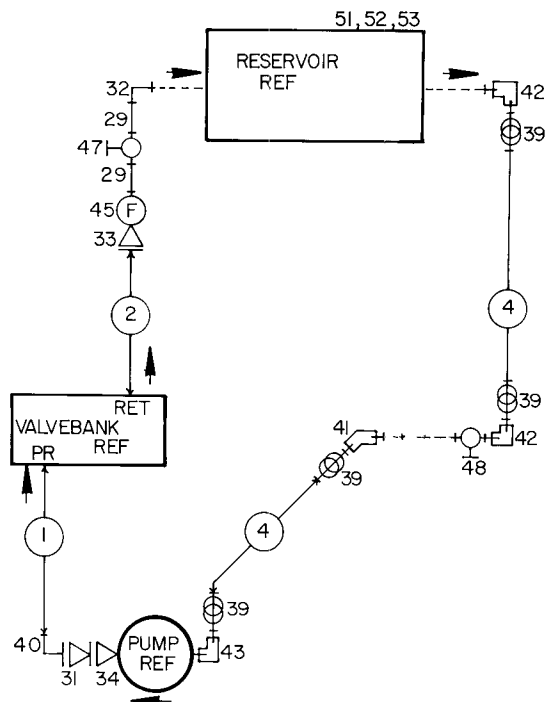 51, 52, 53
RESERVOIR
REF
32
42
29
39
47
29
45 F
33
2
4
RET
VALVEBANK
REF
PR
39
41
42
48
39
1
4
39
40
PUMP
REF
43
31 34